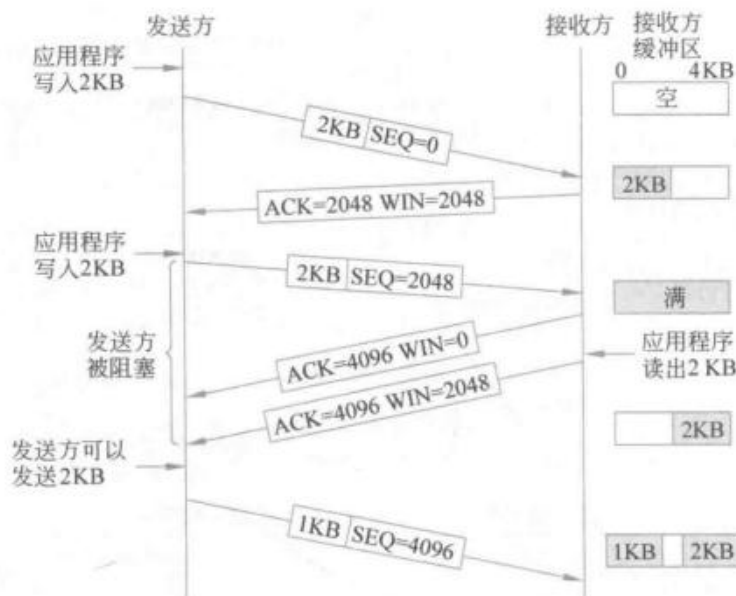 发送方
接收方
接收方
缓冲区
0 4KB
应用程序
写入2KB
空
2KB SEQ=0
2KB
ACK=2048 WIN=2048
应用程序
写入2KB
2KB SEQ=2048
满
发送方
被阻塞
ACK=4096 WIN=0
应用程序
读出2 KB
ACK=4096 WIN=2048
2KB
发送方可以
发送2KB
1KB SEQ=4096
1KB 2KB